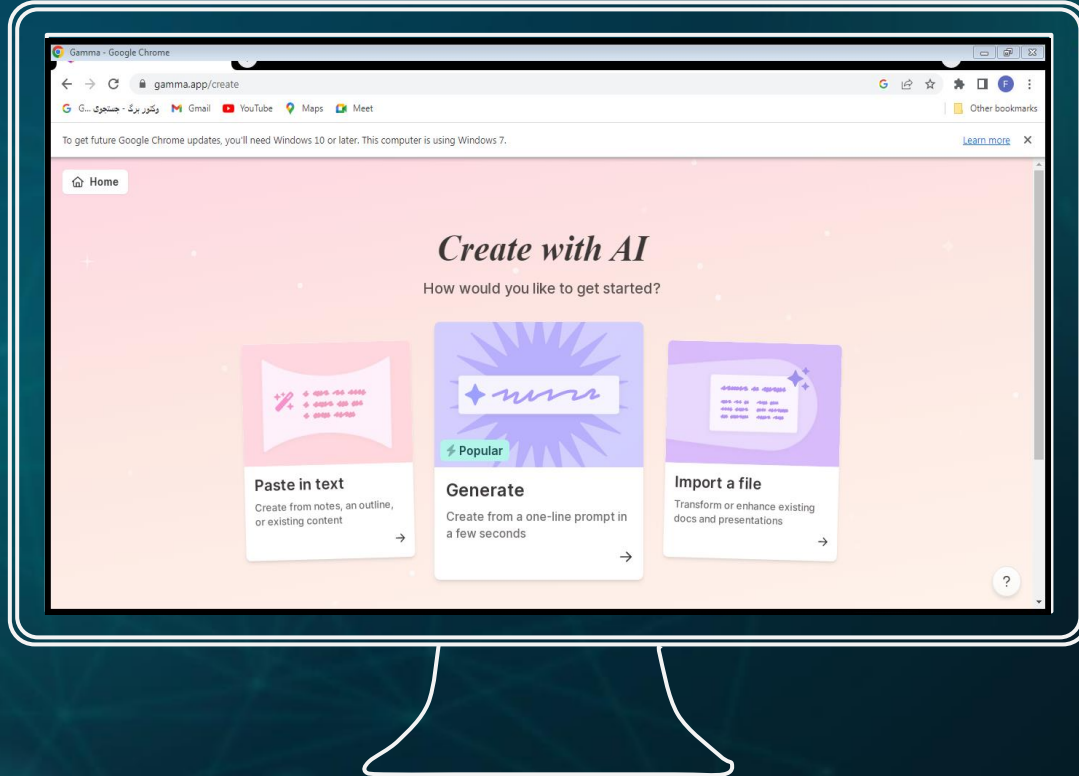 Gamma - Google Chrome
gamma.app/create
G... وکتور برگ - جستجوی
Gmail
YouTube
Maps
Meet
Other bookmarks
To get future Google Chrome updates, you'll need Windows 10 or later. This computer is using Windows 7.
Learn more
Home
Create with AI
How would you like to get started?
Paste in text
Create from notes, an outline,
or existing content
Popular
Generate
Create from a one-line prompt in
a few seconds
Import a file
Transform or enhance existing
docs and presentations
?